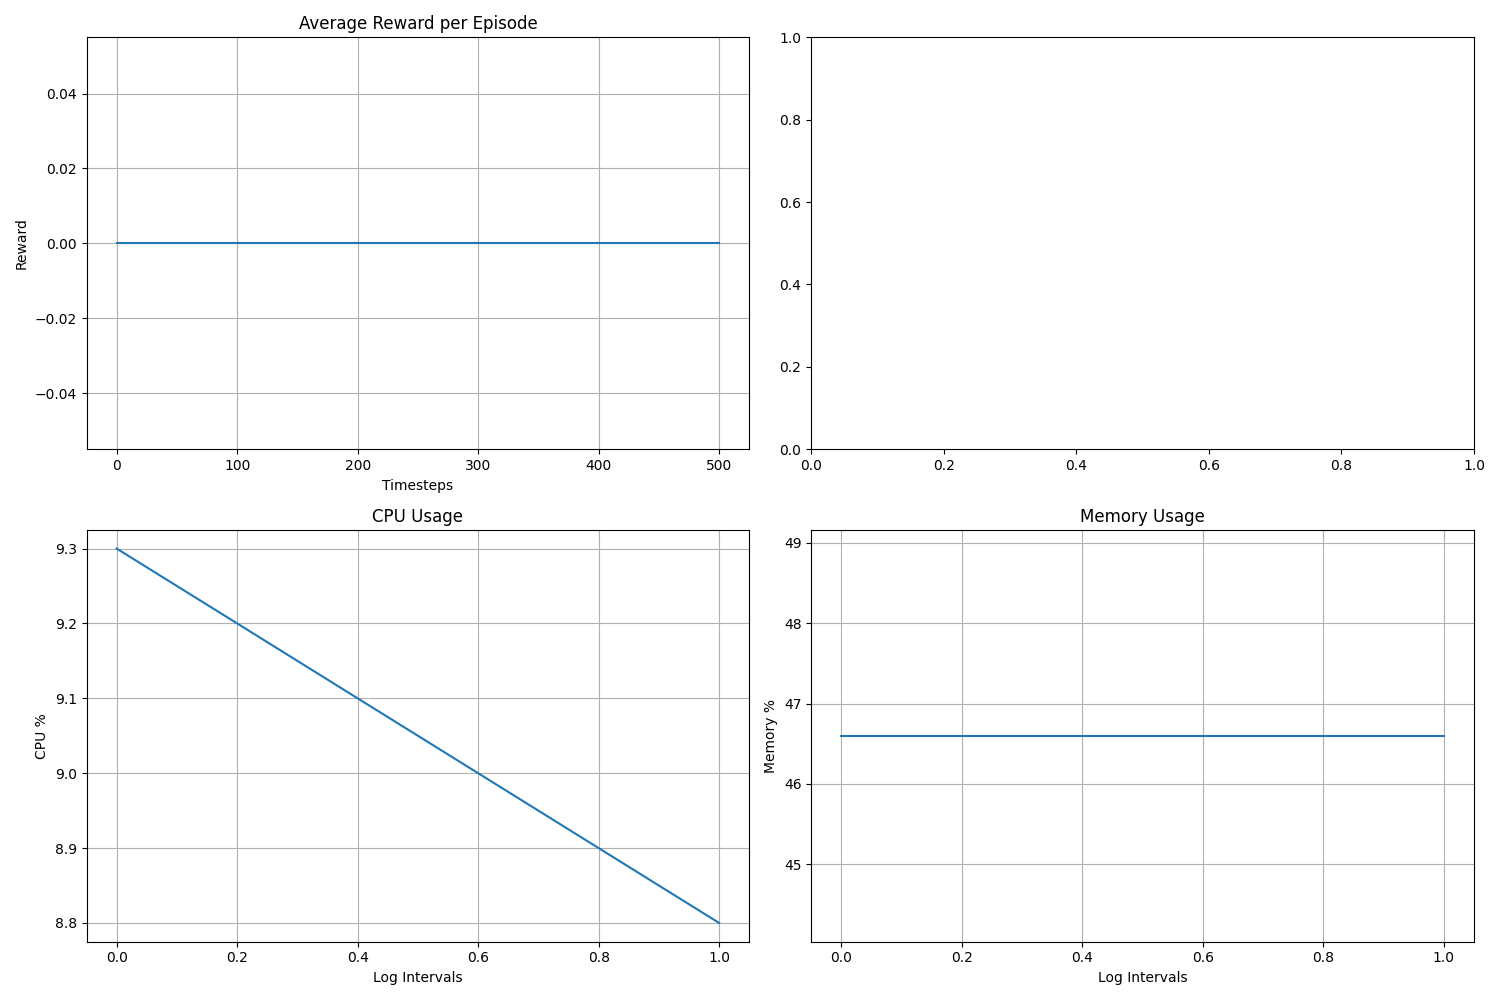 Average Reward per Episode
Reward
0.04
0.02
0.00
−0.02
−0.04
0 100 200 300 400 500
Timesteps
1.0
0.8
0.6
0.4
0.2
0.0
0.0 0.2 0.4 0.6 0.8 1.0
CPU Usage
CPU %
9.3
9.2
9.1
9.0
8.9
8.8
0.0 0.2 0.4 0.6 0.8 1.0
Log Intervals
Memory Usage
Memory %
49
48
47
46
45
0.0 0.2 0.4 0.6 0.8 1.0
Log Intervals